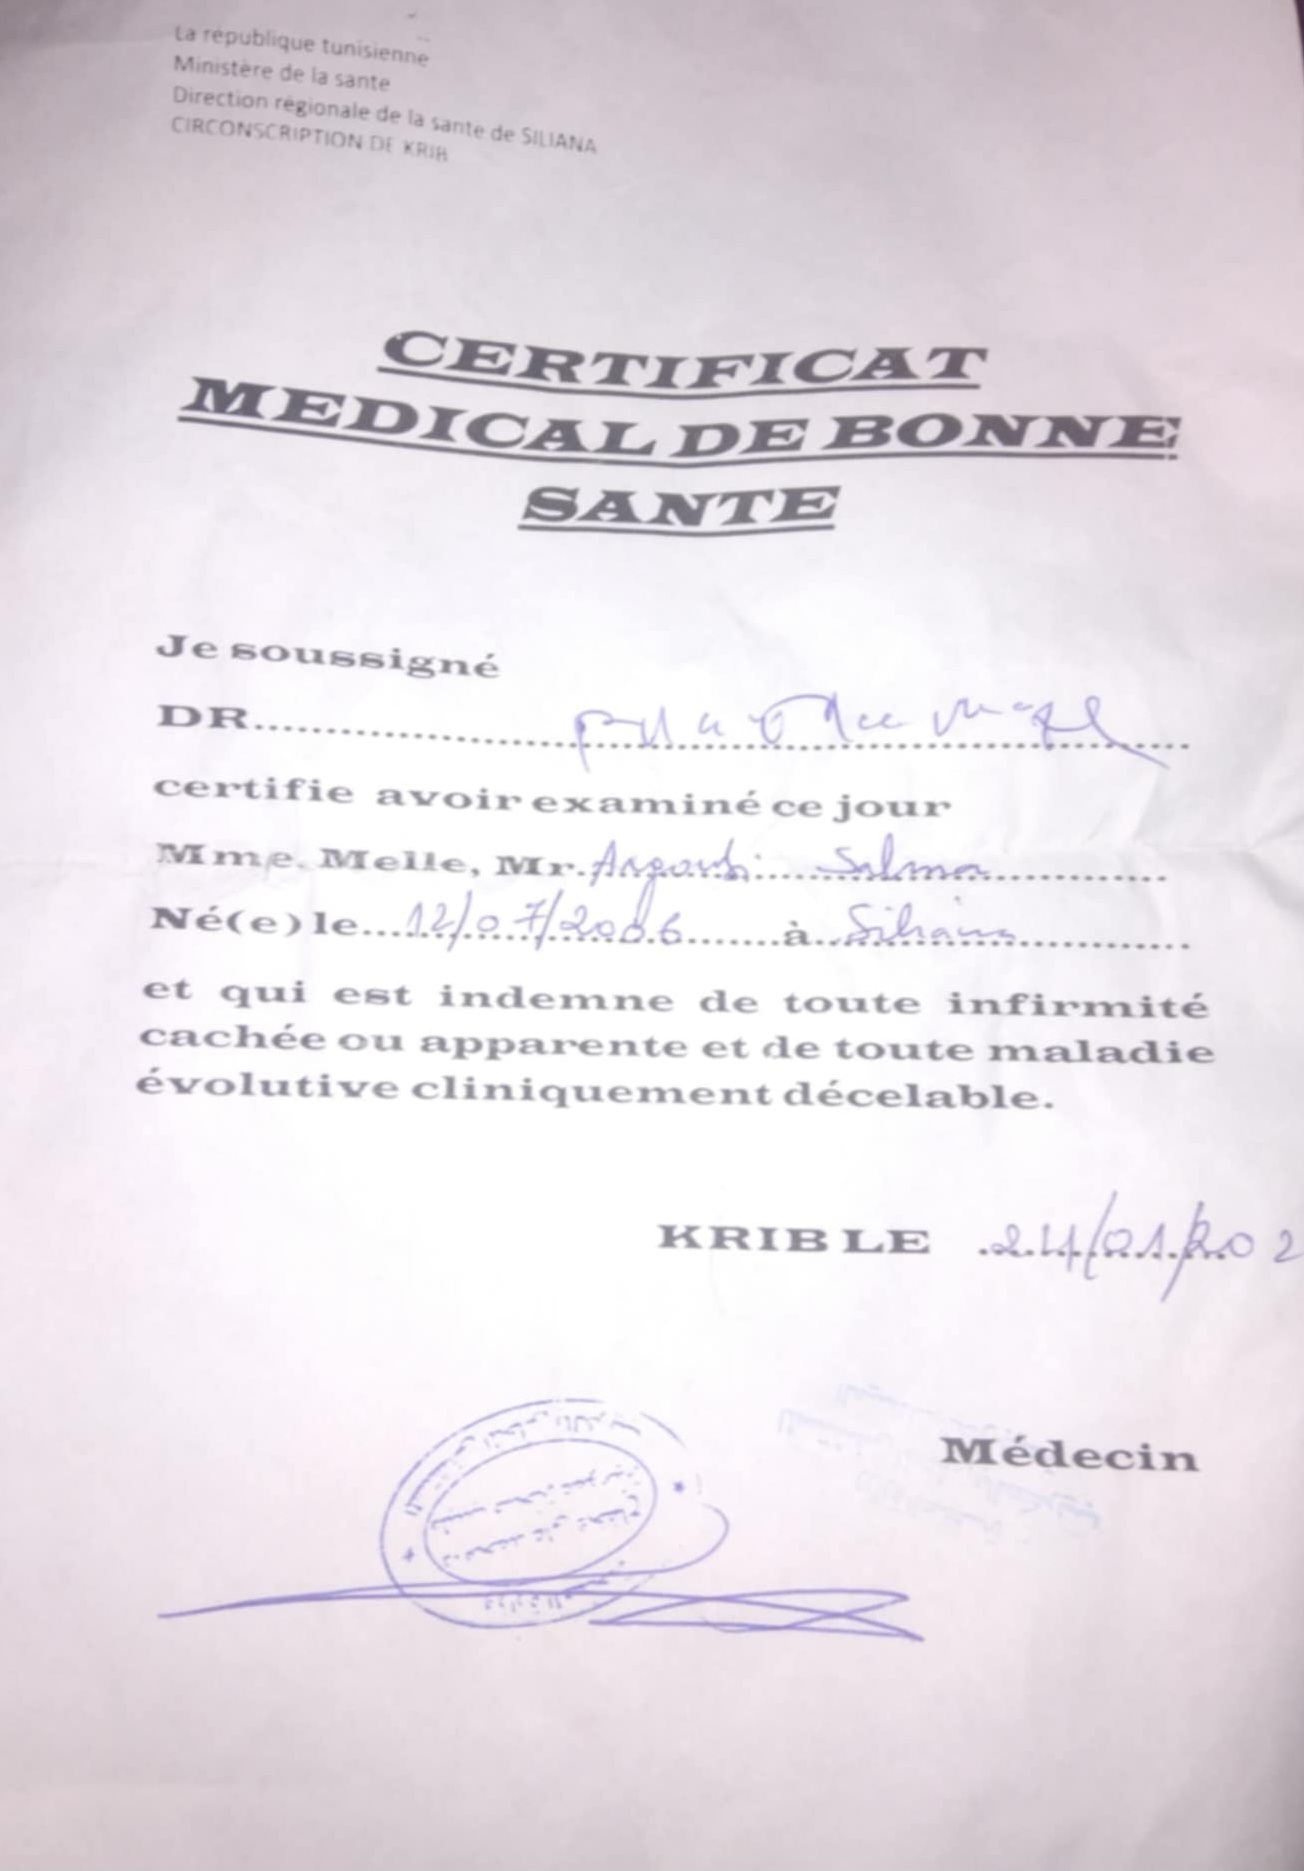 La république tunisienne
Ministère de la sante
Direction régionale de la sante de SILIANA
CIRCONSCRIPTION DE KRIB
CERTIFICAT
MEDICAL DE BONNE
SANTE
Je soussigné
DR
certifie avoir examiné ce jour
Mme. Melle, Mr. Argoubi Salma
Né(e) le 12/07/2006 à Siliana
et qui est indemne de toute infirmité
cachée ou apparente et de toute maladie
évolutive cliniquement décelable.
KRIB LE 24/01/202
Médecin